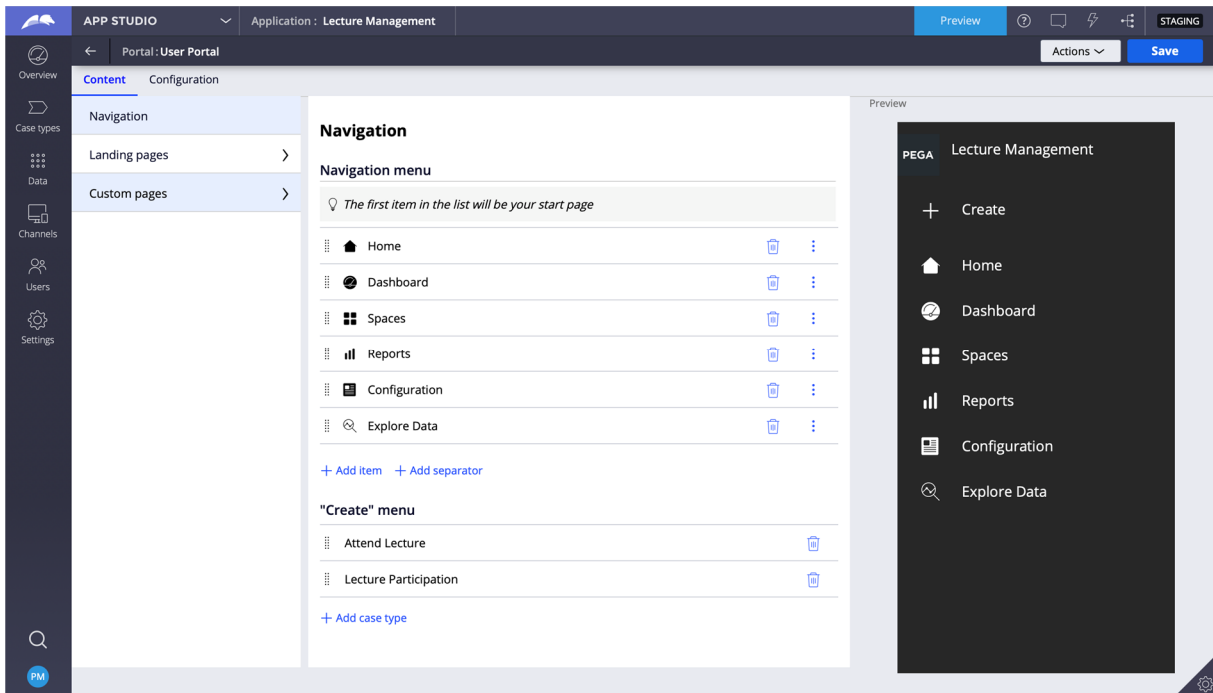 APP STUDIO
Application : Lecture Management
Preview
STAGING
Portal : User Portal
Actions
Save
Overview
Case types
Data
Channels
Users
Settings
PM
Content
Configuration
Navigation
Landing pages
Custom pages
Navigation
Navigation menu
The first item in the list will be your start page
Home
Dashboard
Spaces
Reports
Configuration
Explore Data
+ Add item + Add separator
"Create" menu
Attend Lecture
Lecture Participation
+ Add case type
Preview
PEGA
Lecture Management
Create
Home
Dashboard
Spaces
Reports
Configuration
Explore Data